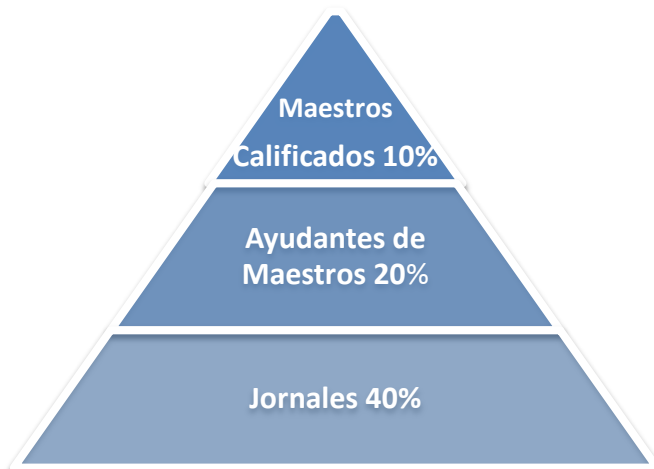 Maestros
Calificados 10%
Ayudantes de
Maestros 20%
Jornales 40%